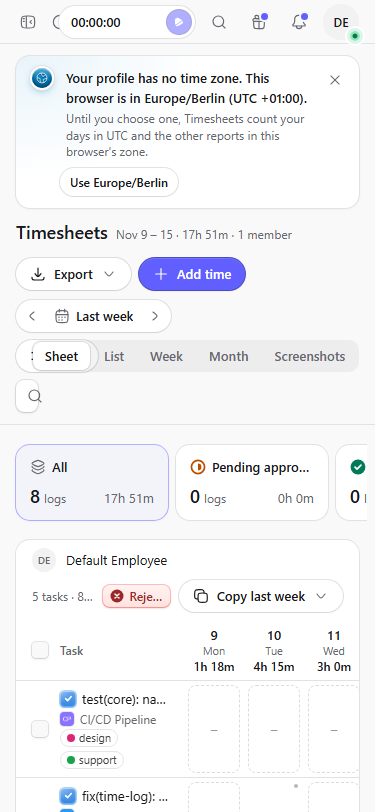 00:00:00
DE
Your profile has no time zone. This
browser is in Europe/Berlin (UTC +01:00).
Until you choose one, Timesheets count your
days in UTC and the other reports in this
browser's zone.
Use Europe/Berlin
Timesheets Nov 9 – 15 · 17h 51m · 1 member
Export
Add time
Last week
Sheet List Week Month Screenshots
All
8 logs 17h 51m
Pending appro...
0 logs 0h 0m
0
DE Default Employee
5 tasks · 8... Reje... Copy last week
Task
9 10 11
Mon Tue Wed
1h 18m 4h 15m 3h 0m
test(core): na...
CP CI/CD Pipeline
design
support
– – –
fix(time-log): ...